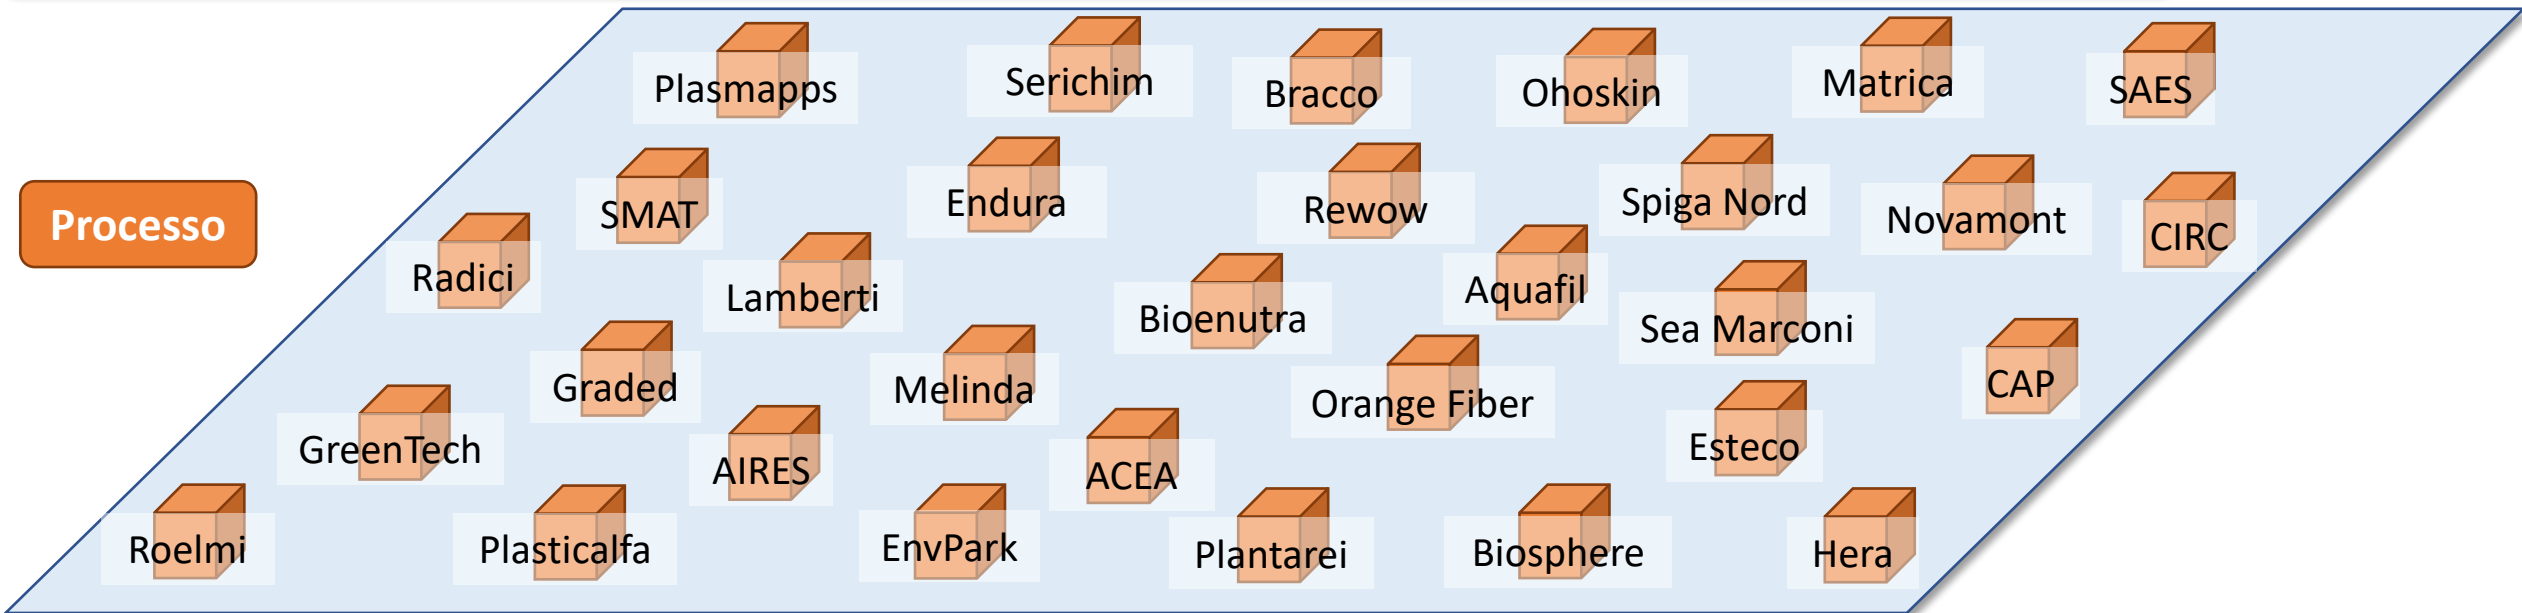 Plasmapps
Serichim
Bracco
Ohoskin
Matrica
SAES
SMAT
Endura
Rewow
Spiga Nord
Novamont
CIRC
Processo
Radici
Lamberti
Bioenutra
Aquafil
Sea Marconi
Graded
Melinda
Orange Fiber
CAP
GreenTech
AIRES
ACEA
Esteco
Roelmi
Plasticalfa
EnvPark
Plantarei
Biosphere
Hera